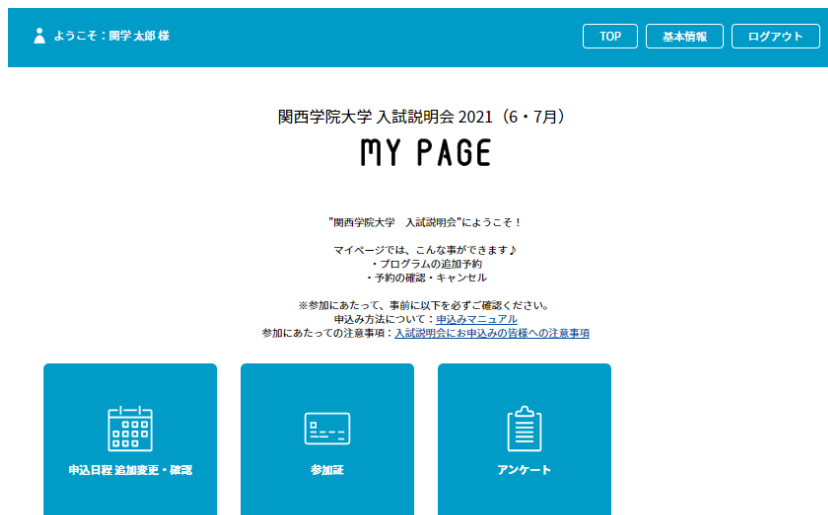 ようこそ：関学 太郎 様
TOP
基本情報
ログアウト
関西学院大学 入試説明会 2021（6・7月）
MY PAGE
"関西学院大学　入試説明会"にようこそ！
マイページでは、こんな事ができます♪
・プログラムの追加予約
・予約の確認・キャンセル
※参加にあたって、事前に以下を必ずご確認ください。
申込み方法について：申込みマニュアル
参加にあたっての注意事項：入試説明会にお申込みの皆様への注意事項
申込日程 追加変更・確認
参加証
アンケート